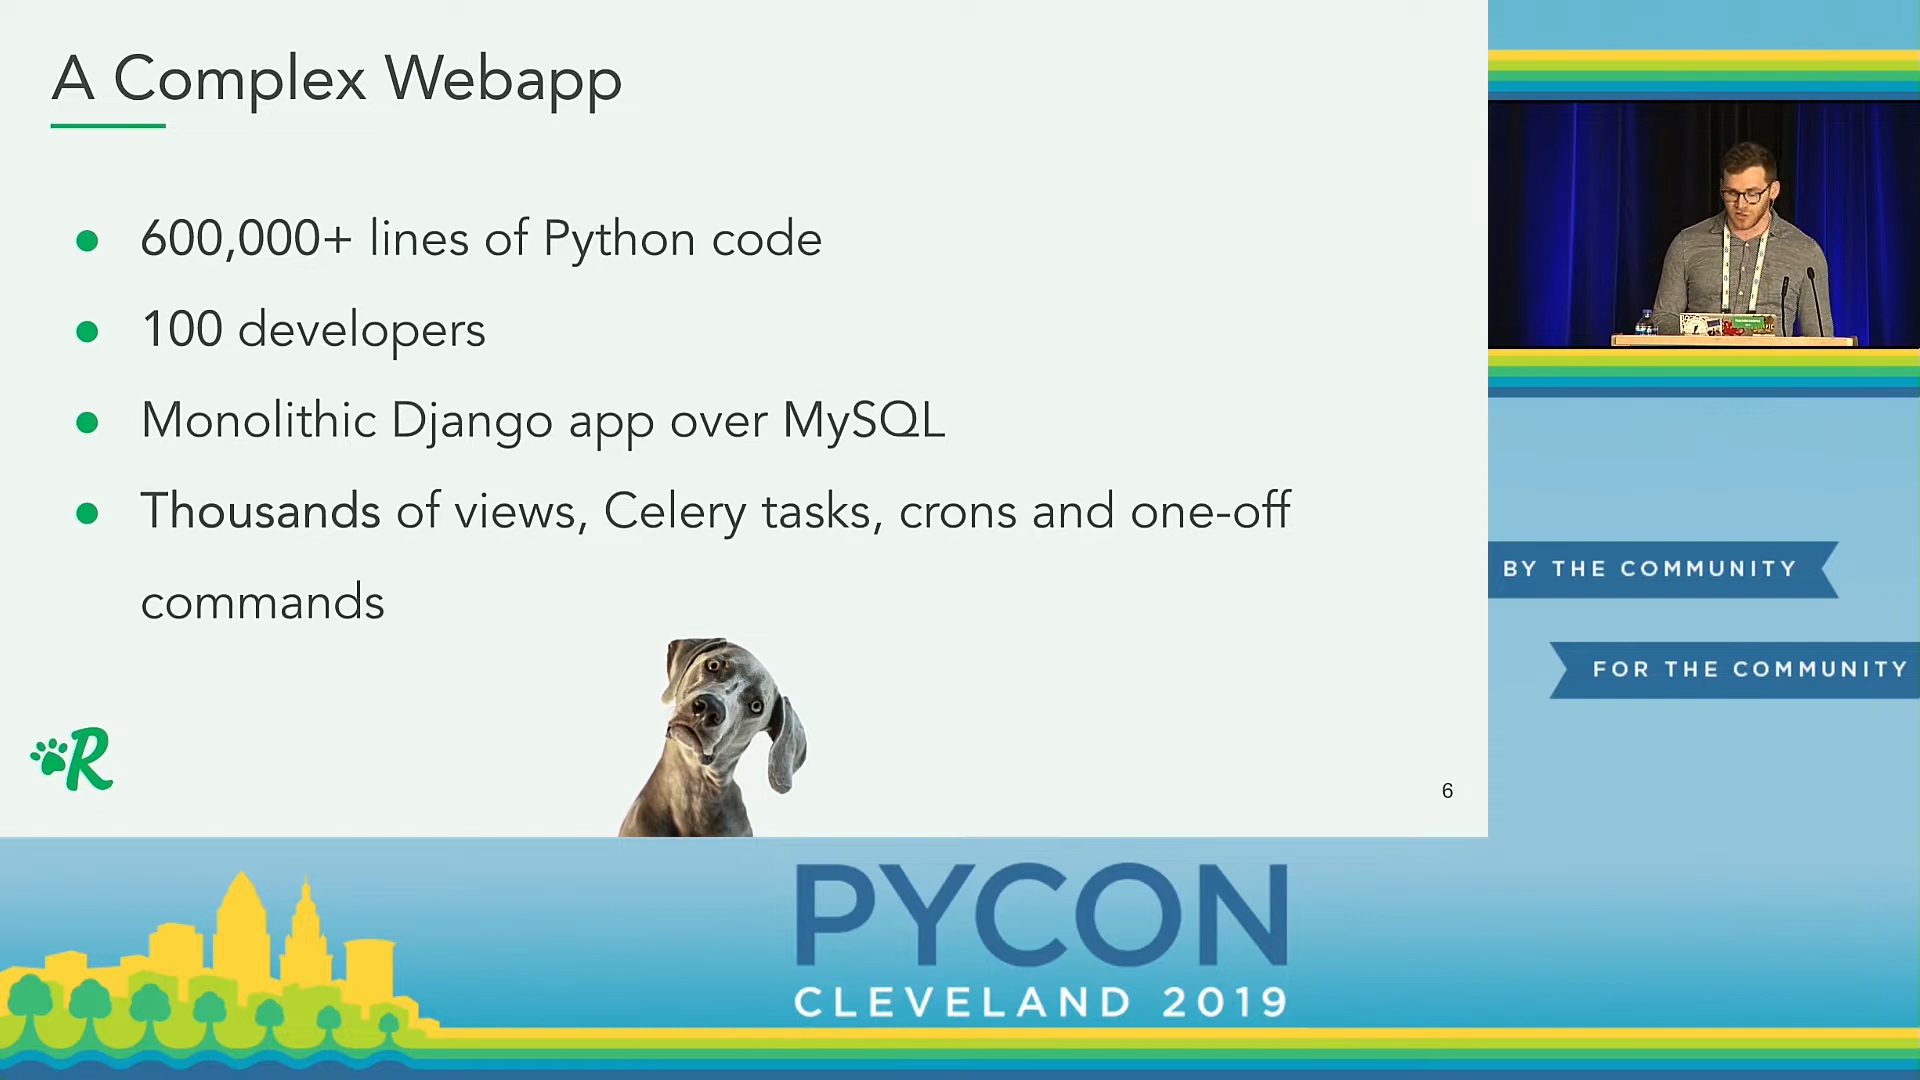 A Complex Webapp
● 600,000+ lines of Python code
● 100 developers
● Monolithic Django app over MySQL
● Thousands of views, Celery tasks, crons and one-off
commands
R
6
BY THE COMMUNITY
FOR THE COMMUNITY
PYCON
CLEVELAND 2019